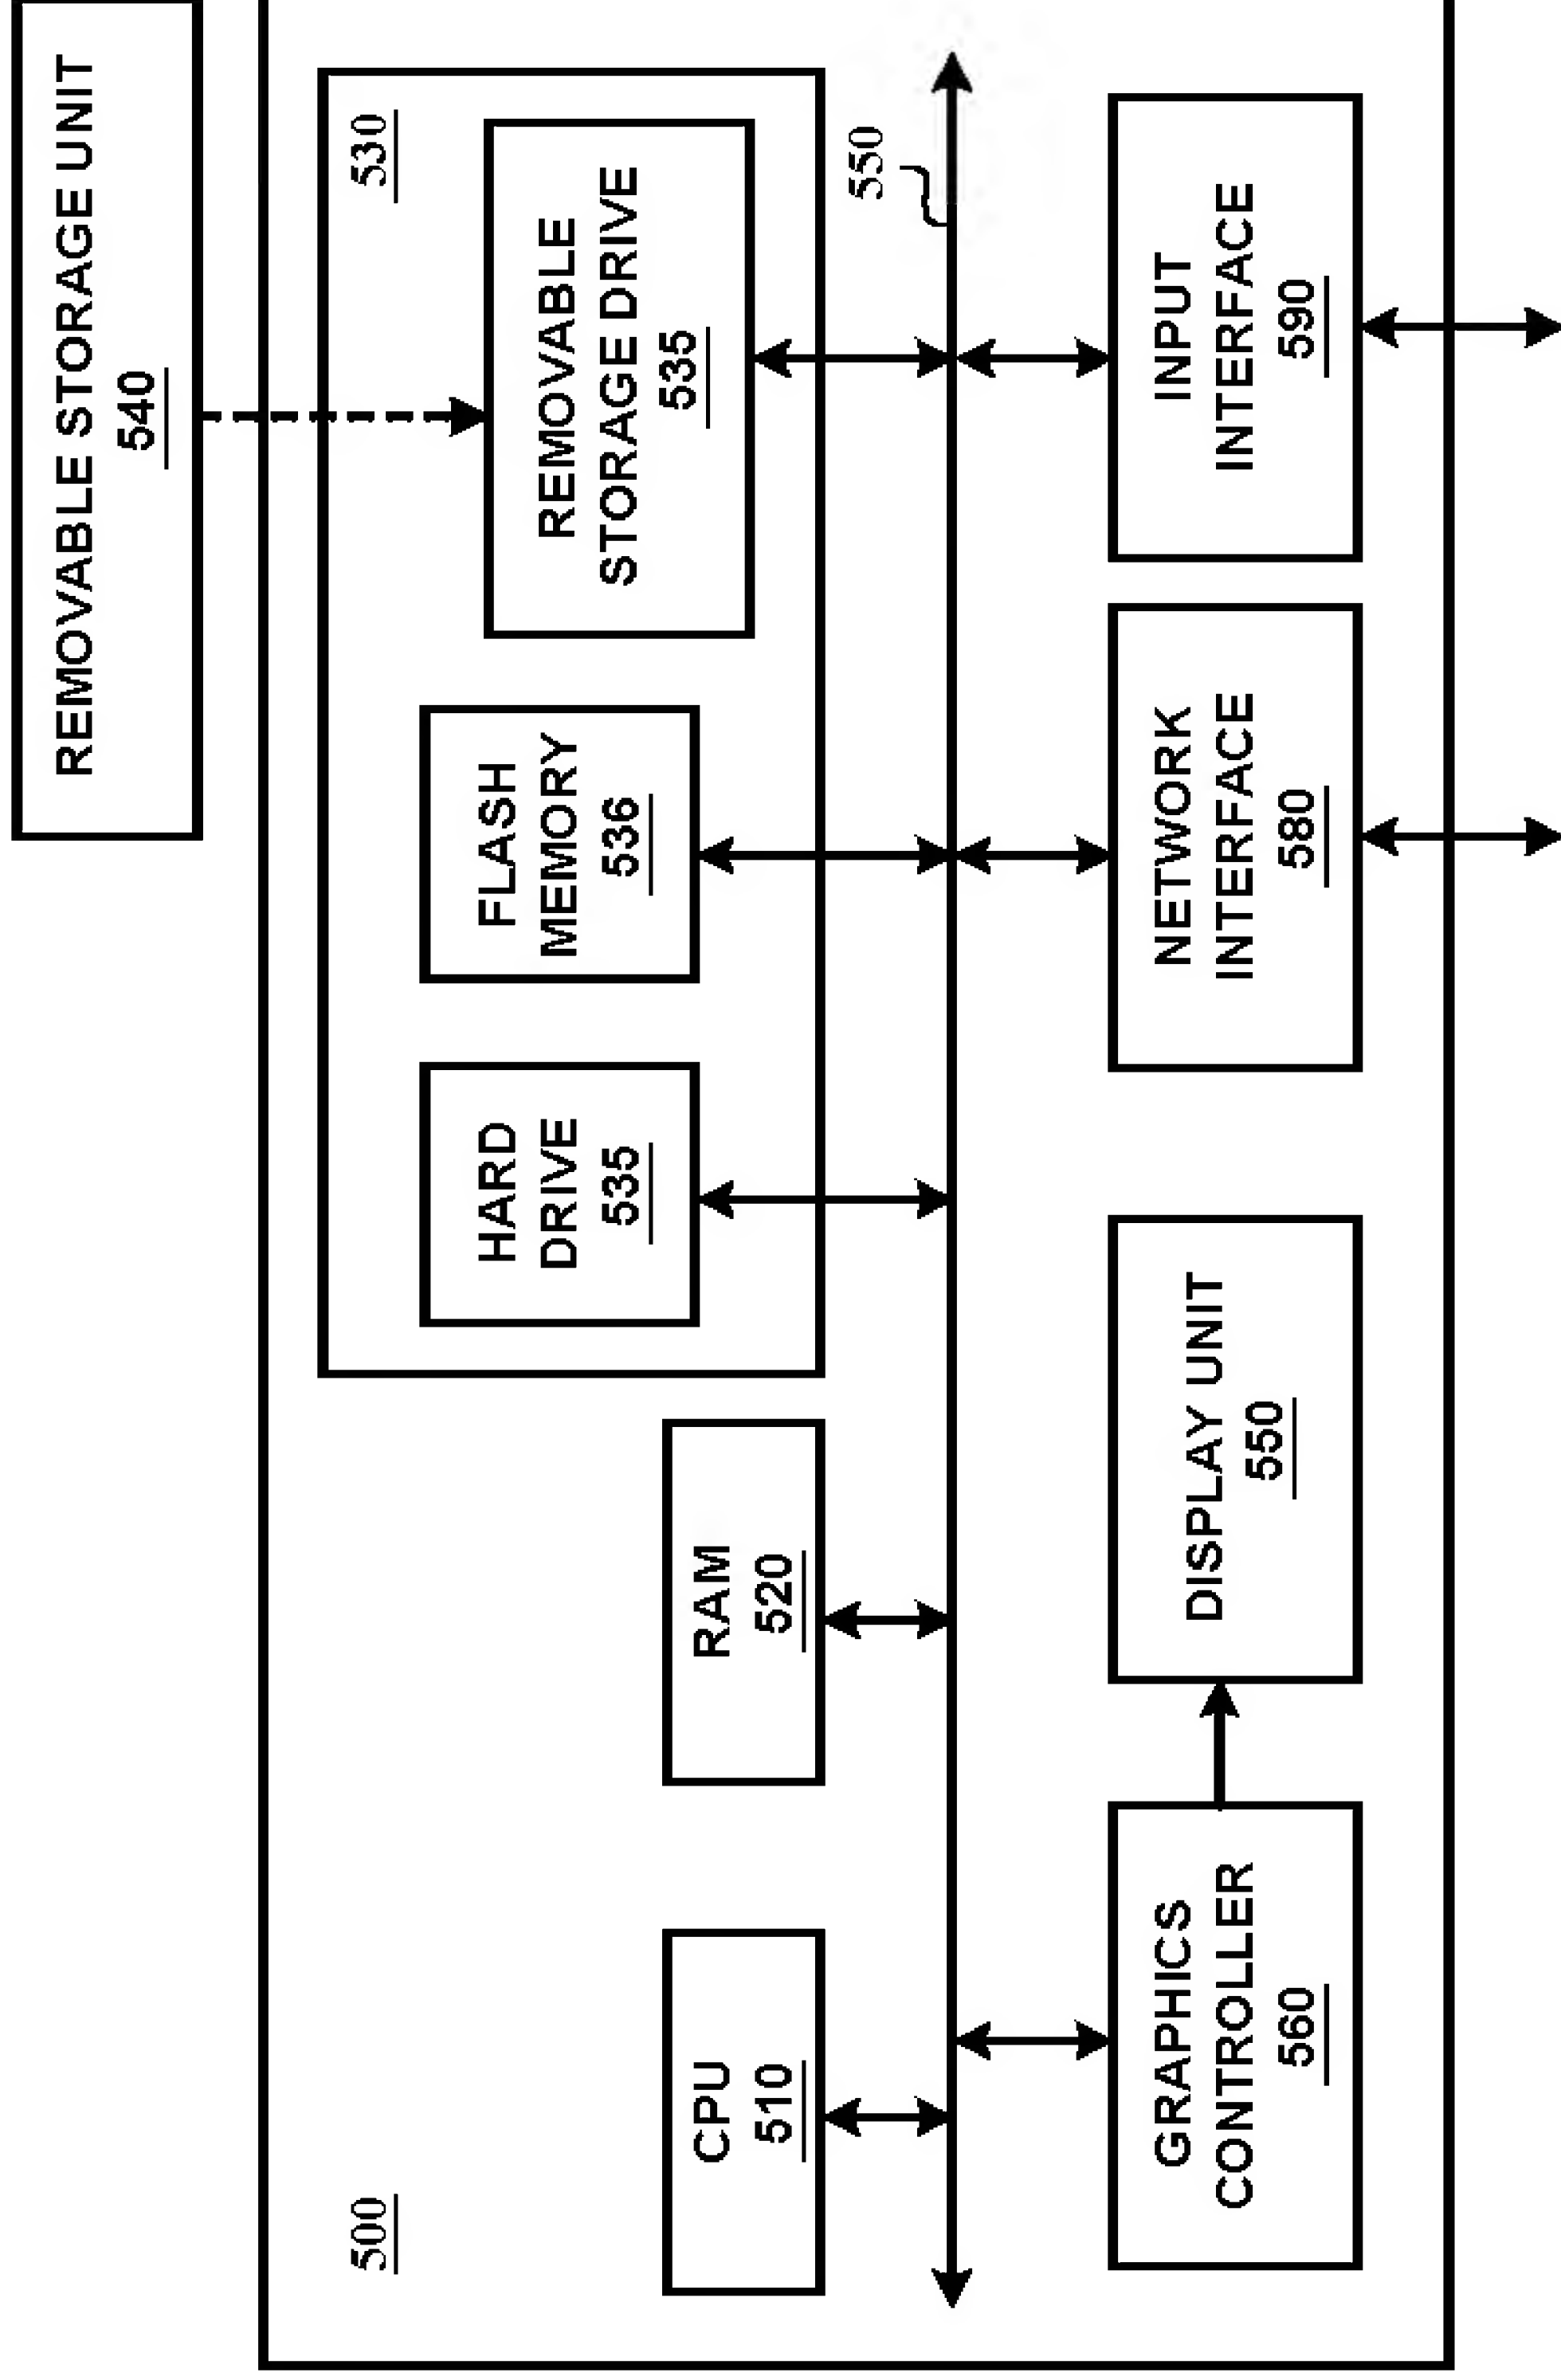 REMOVABLE STORAGE UNIT
540
500
530
CPU
510
RAM
520
HARD
DRIVE
535
FLASH
MEMORY
536
REMOVABLE
STORAGE DRIVE
535
550
GRAPHICS
CONTROLLER
560
DISPLAY UNIT
550
NETWORK
INTERFACE
580
INPUT
INTERFACE
590